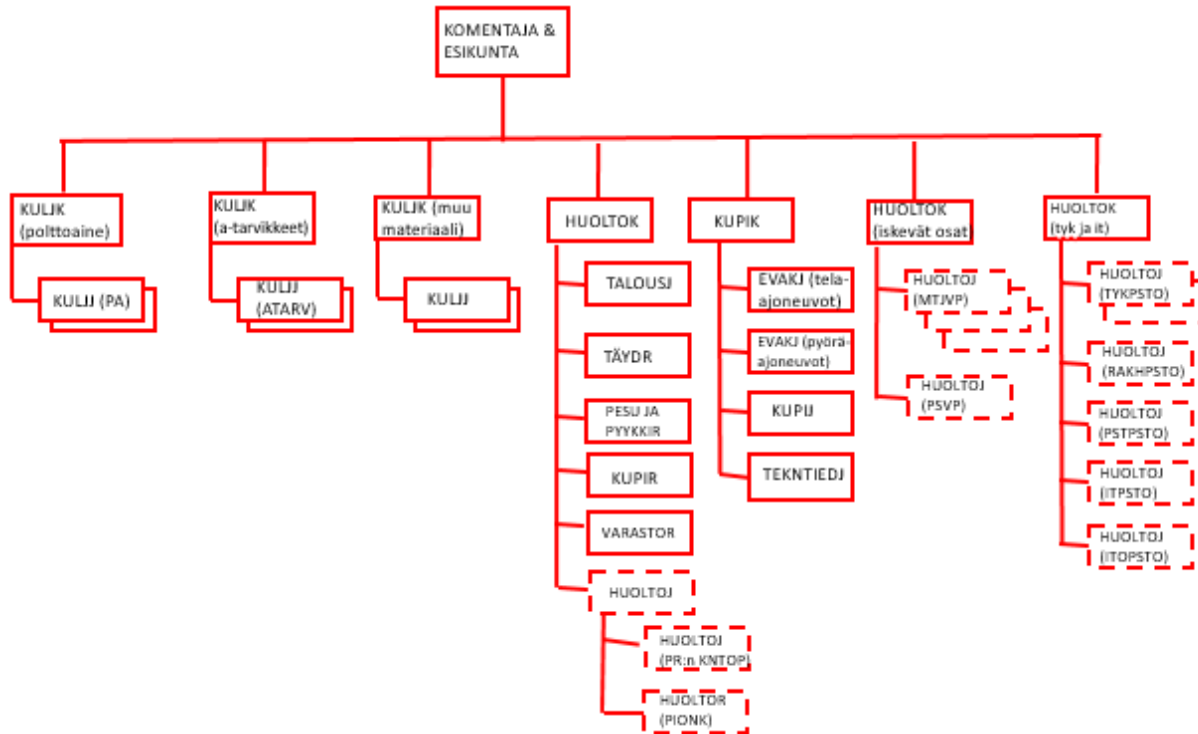 KOMENTAJA &
ESIKUNTA
KULJK
(polttoaine)
KULJK
(a-tarvikkeet)
KULJK (muu
materiaali)
HUOLTOK
KUPIK
HUOLTOK
(iskevät osat)
HUOLTOK
(tyk ja it)
KULJJ (PA)
KULJJ
(ATARV)
KULJJ
TALOUSJ
TÄYDR
PESU JA
PYYKKIR
KUPIR
VARASTOR
HUOLTOJ
HUOLTOJ
(PR:n KNTOP)
HUOLTOR
(PIONK)
EVAKJ (tela-
ajoneuvot)
EVAKJ (pyörä-
ajoneuvot)
KUPIJ
TEKNTIEDJ
HUOLTOJ
(MTJVP)
HUOLTOJ
(PSVP)
HUOLTOJ
(TYKPSTO)
HUOLTOJ
(RAKHPSTO)
HUOLTOJ
(PSTPSTO)
HUOLTOJ
(ITPSTO)
HUOLTOJ
(ITOPSTO)